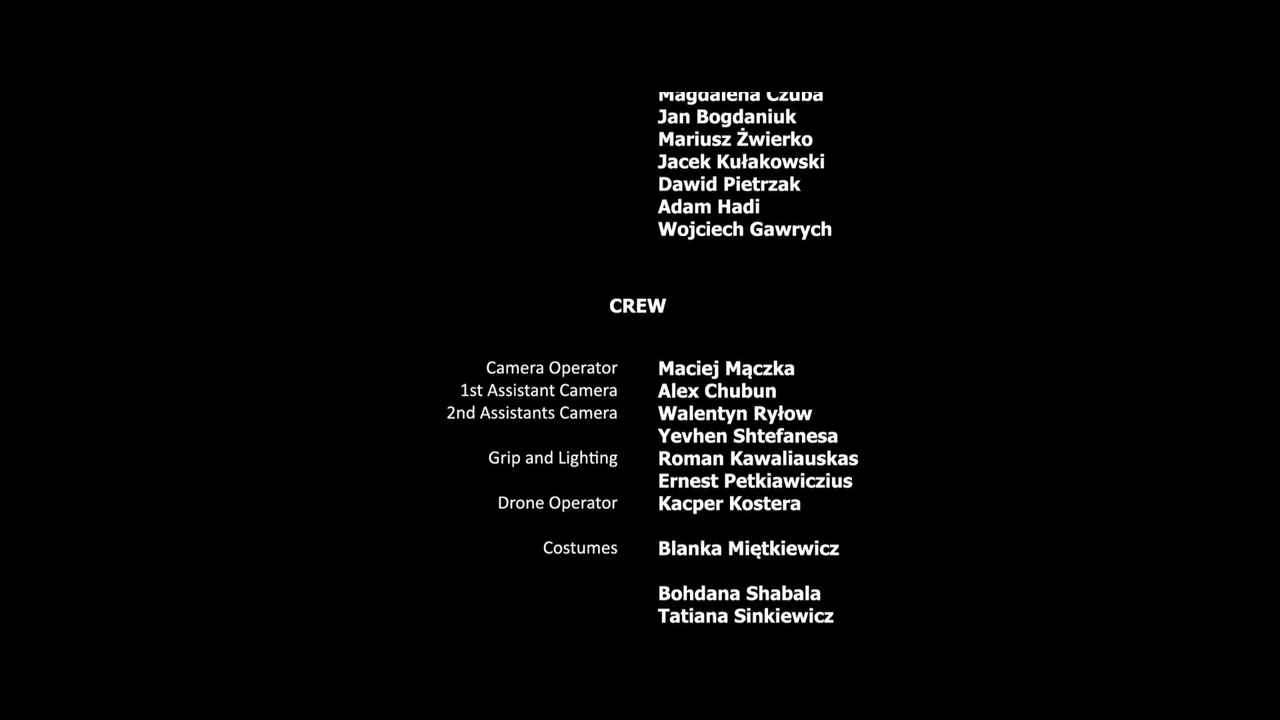 Magdalena Czuba
Jan Bogdaniuk
Mariusz Żwierko
Jacek Kułakowski
Dawid Pietrzak
Adam Hadi
Wojciech Gawrych
CREW
Camera Operator Maciej Mączka
1st Assistant Camera Alex Chubun
2nd Assistants Camera Walentyn Ryłow
Yevhen Shtefanesa
Grip and Lighting Roman Kawaliauskas
Ernest Petkiawiczius
Drone Operator Kacper Kostera
Costumes Blanka Miętkiewicz
Bohdana Shabala
Tatiana Sinkiewicz